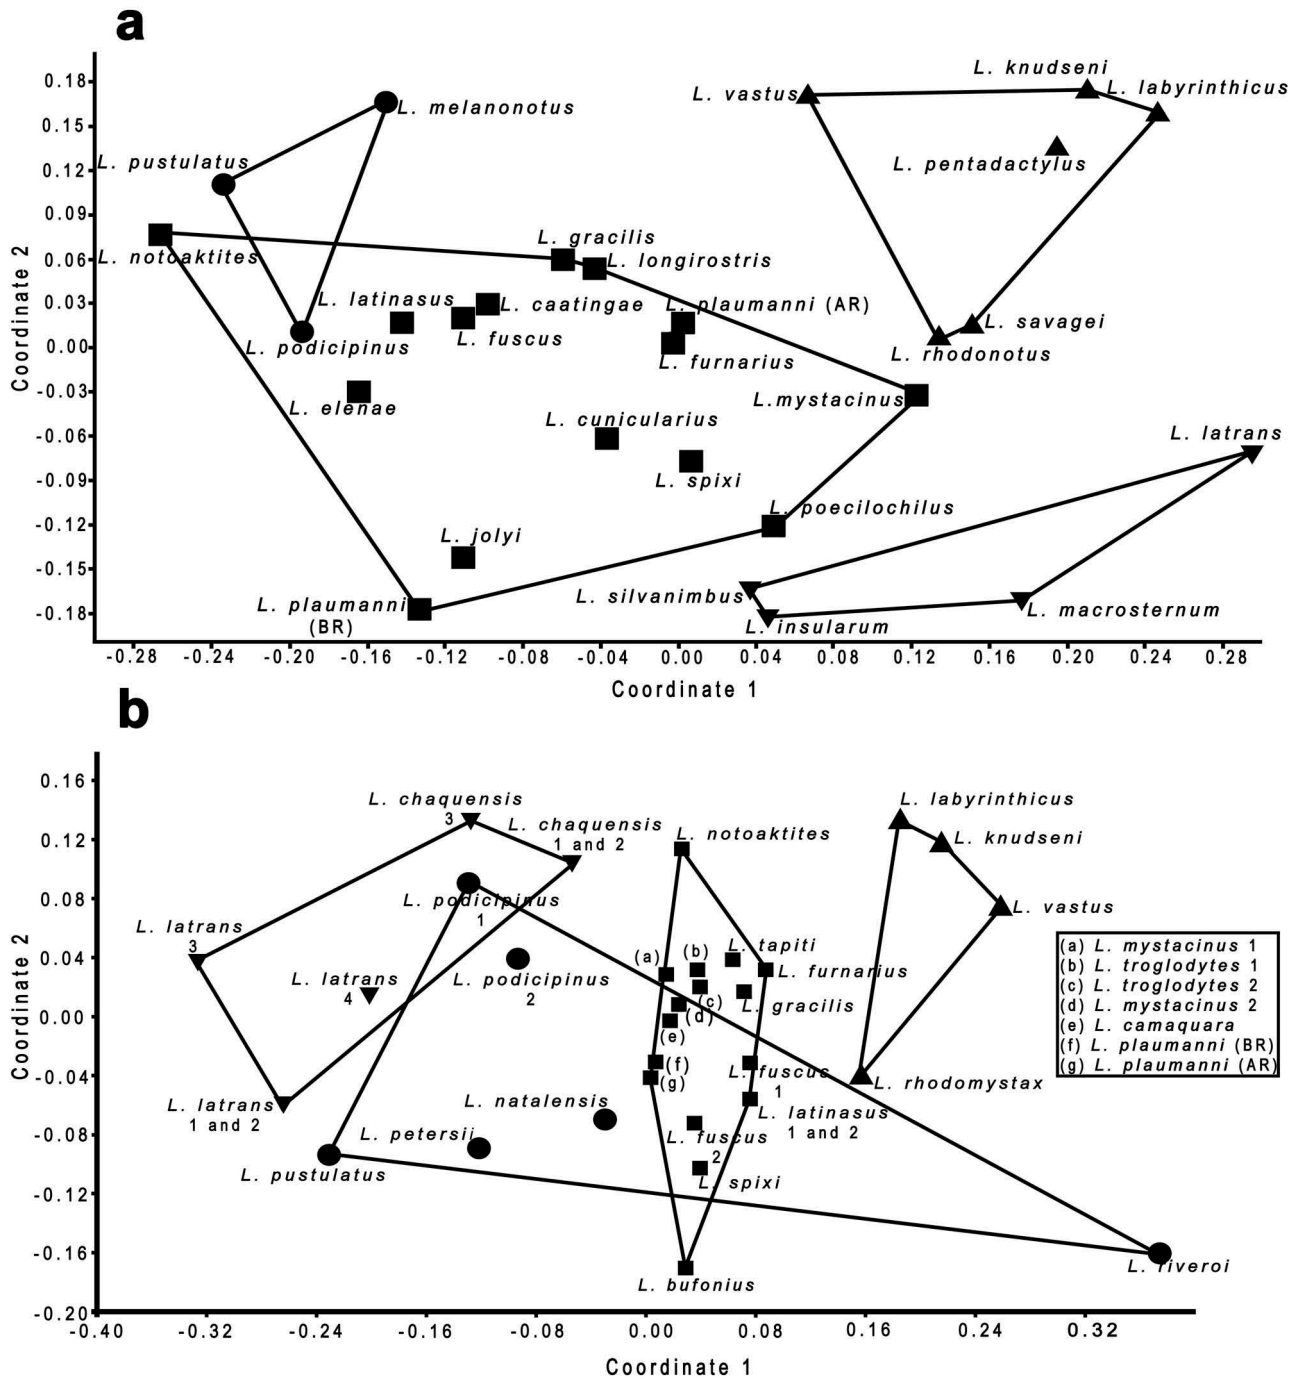 a
L. knudseni
L. vastus
L. labyrinthicus
L. melanonotus
L. pustulatus
L. pentadactylus
L. gracilis
L. notoaktites
L. longirostris
L. latinasus
L. caatingae
L. plaumanni (AR)
L. savagei
L. fuscus
L. podicipinus
L. furnarius
L. rhodonotus
L. elenae
L.mystacinus
L. cunicularius
L. latrans
L. spixi
L. poecilochilus
L. jolyi
L. silvanimbus
L. plaumanni
(BR)
L. macrosternum
L. insularum
Coordinate 2
0.18
0.15
0.12
0.09
0.06
0.03
0.00
-0.03
-0.06
-0.09
-0.12
-0.15
-0.18
-0.28 -0.24 -0.20 -0.16 -0.12 -0.08 -0.04 0.00 0.04 0.08 0.12 0.16 0.20 0.24 0.28
Coordinate 1
b
L. chaquensis
3
L. chaquensis
1 and 2
L. notoaktites
L. labyrinthicus
L. knudseni
L. podicipinus
1
L. vastus
L. latrans
3
L. tapiti
(a)
(b)
L. furnarius
L. podicipinus
2
L. latrans
4
(c)
L. gracilis
(d)
(e)
(f)
(g)
L. fuscus
1
L. rhodomystax
L. latrans
1 and 2
L. natalensis
L. latinasus
1 and 2
L. petersii
L. fuscus
2
L. pustulatus
L. spixi
L. riveroi
L. bufonius
(a) L. mystacinus 1
(b) L. troglodytes 1
(c) L. troglodytes 2
(d) L. mystacinus 2
(e) L. camaquara
(f) L. plaumanni (BR)
(g) L. plaumanni (AR)
Coordinate 2
0.16
0.12
0.08
0.04
0.00
-0.04
-0.08
-0.12
-0.16
-0.20
-0.40 -0.32 -0.24 -0.16 -0.08 0.00 0.08 0.16 0.24 0.32
Coordinate 1